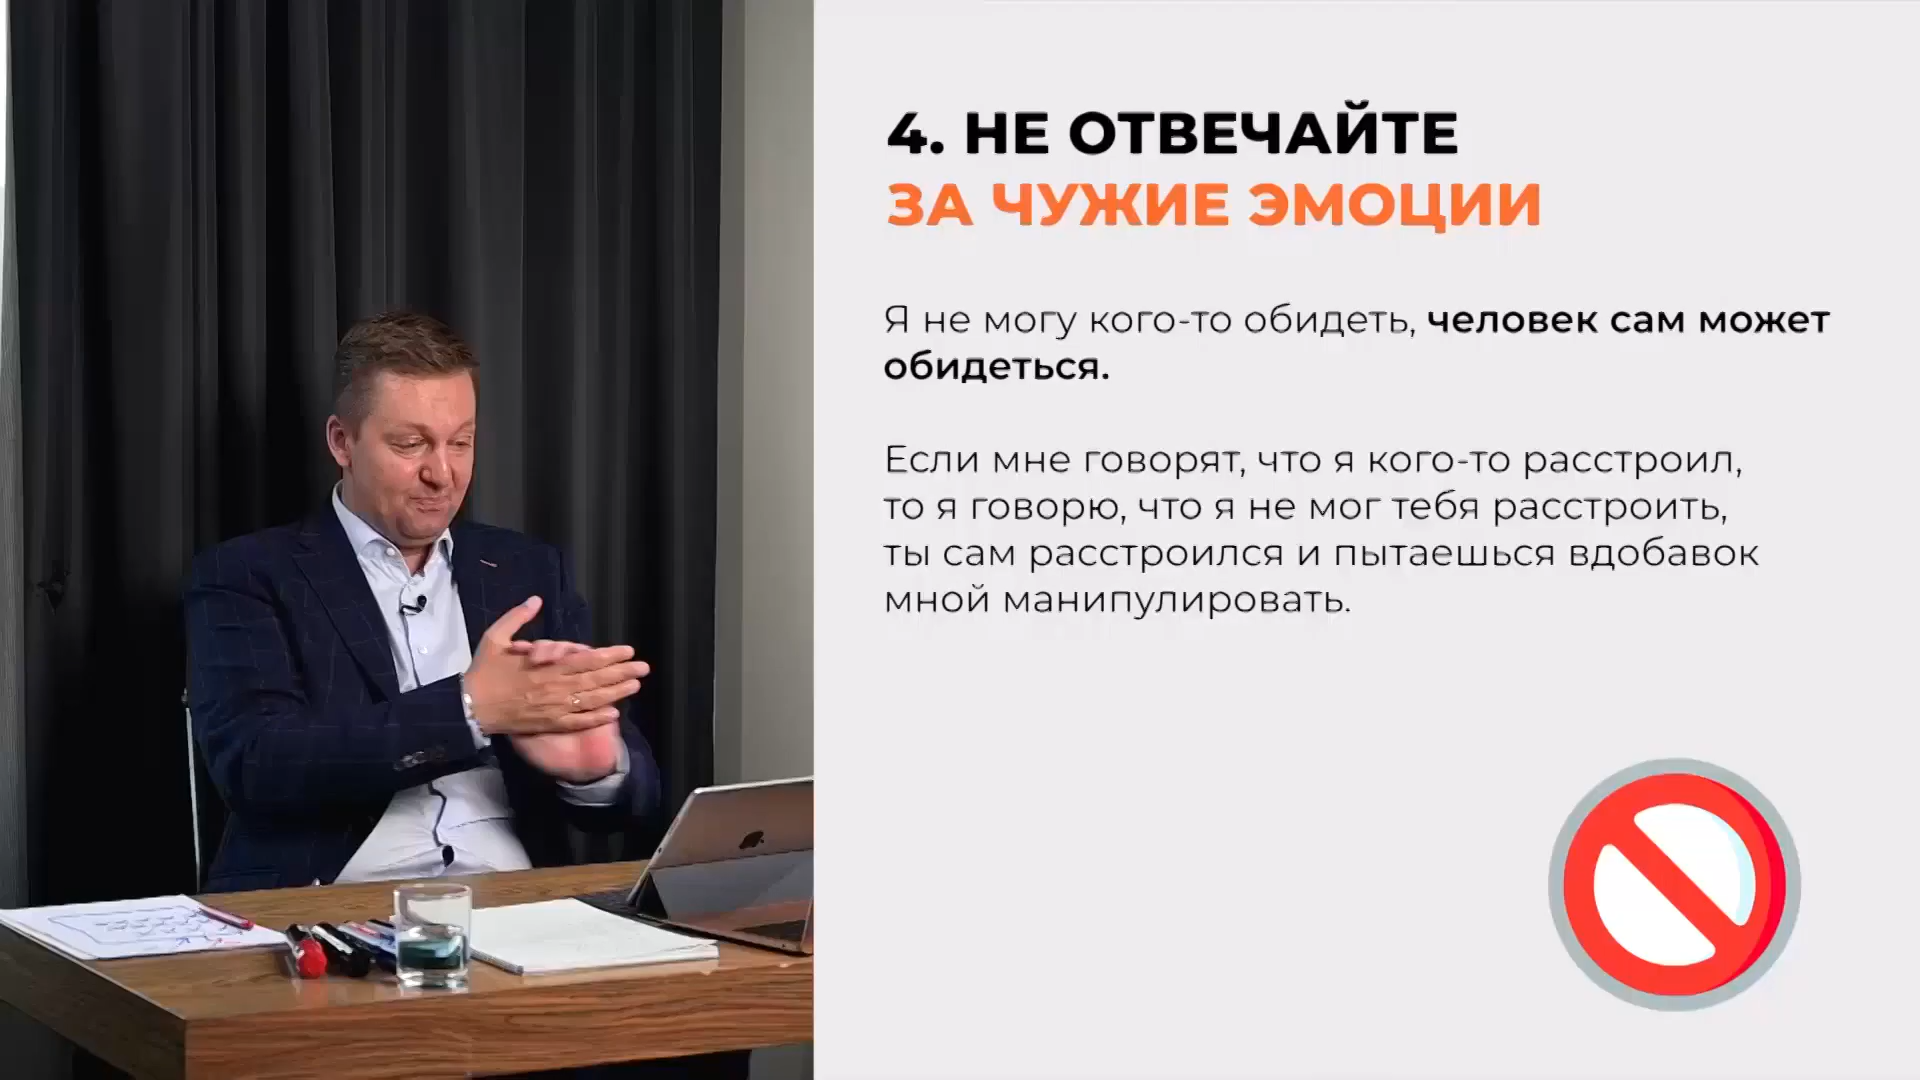 4. НЕ ОТВЕЧАЙТЕ
ЗА ЧУЖИЕ ЭМОЦИИ
Я не могу кого-то обидеть, человек сам может
обидеться.
Если мне говорят, что я кого-то расстроил,
то я говорю, что я не мог тебя расстроить,
ты сам расстроился и пытаешься вдобавок
мной манипулировать.